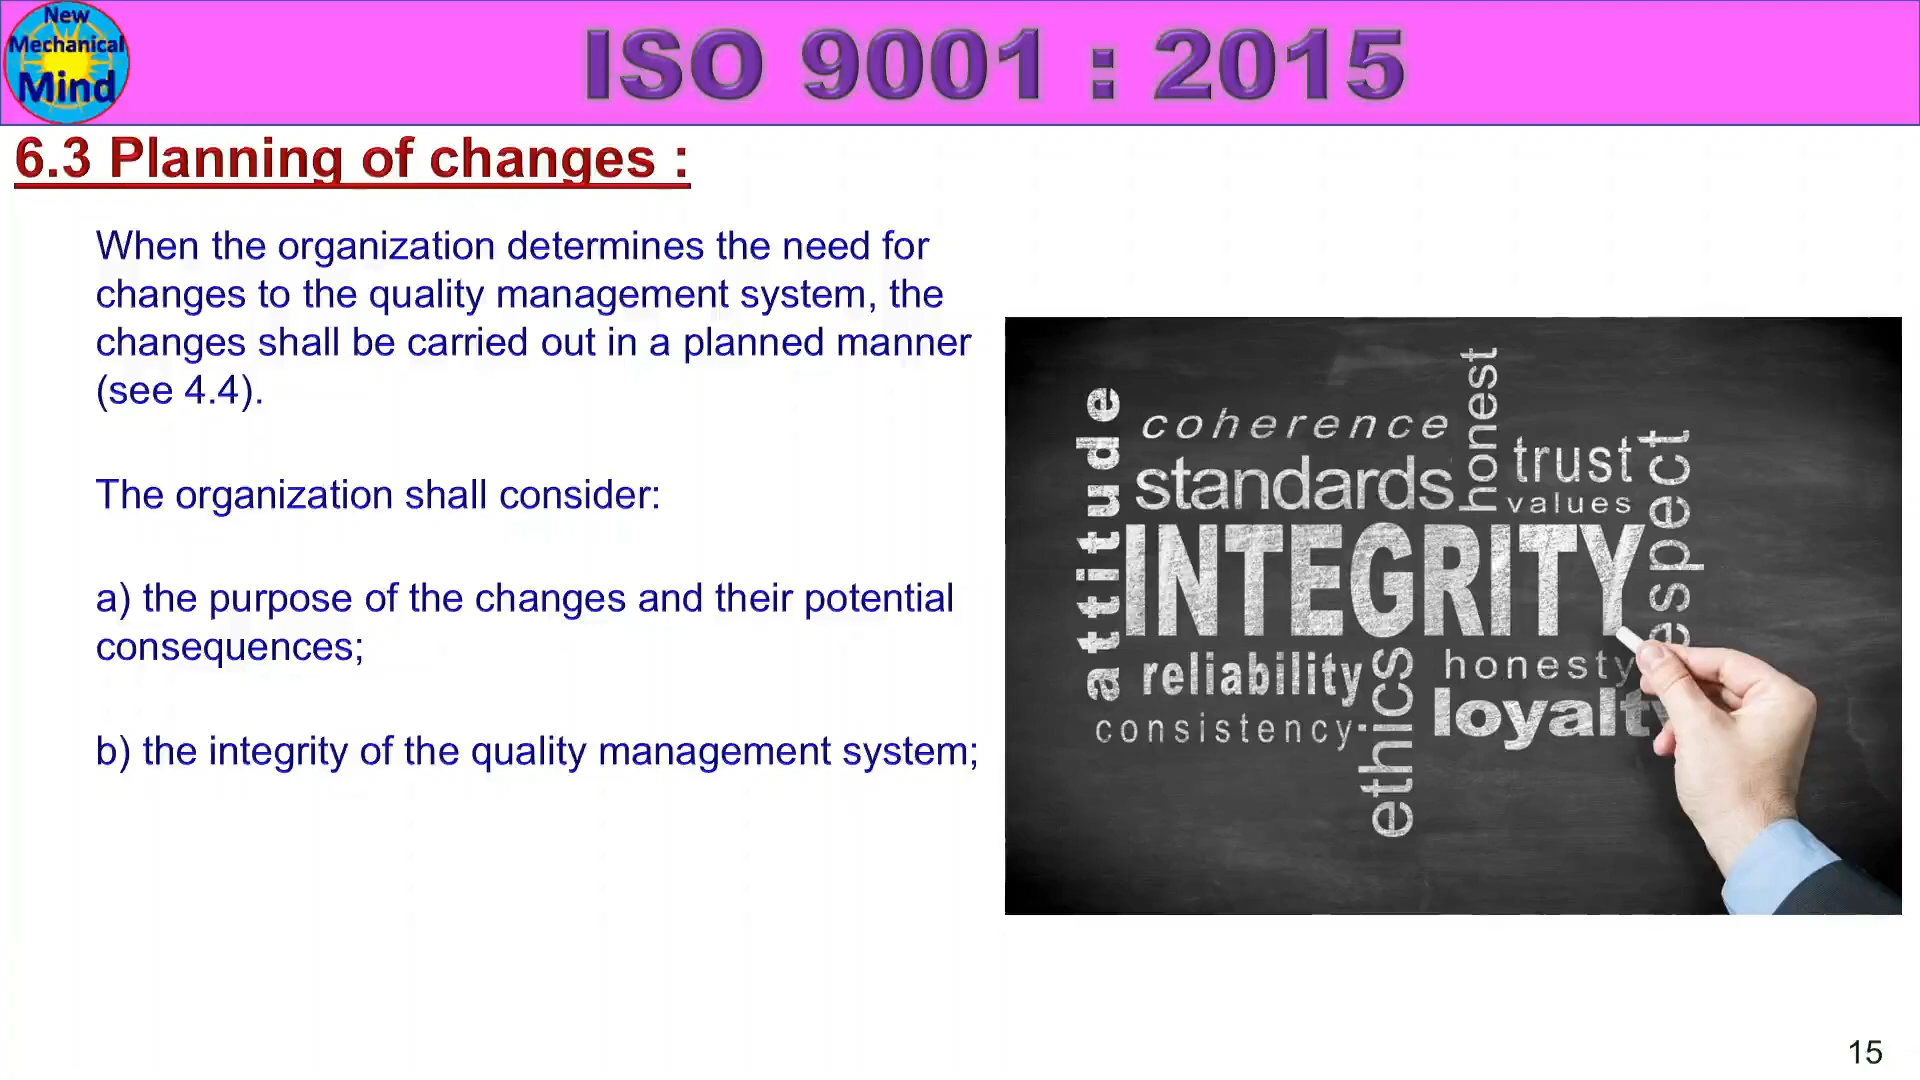 New
Mechanical
Mind
ISO 9001 : 2015
6.3 Planning of changes :
When the organization determines the need for
changes to the quality management system, the
changes shall be carried out in a planned manner
(see 4.4).
The organization shall consider:
a) the purpose of the changes and their potential
consequences;
b) the integrity of the quality management system;
attitude
coherence
standards
honest
trust
values
respect
INTEGRITY
reliability
consistency
ethics
honesty
loyalty
15